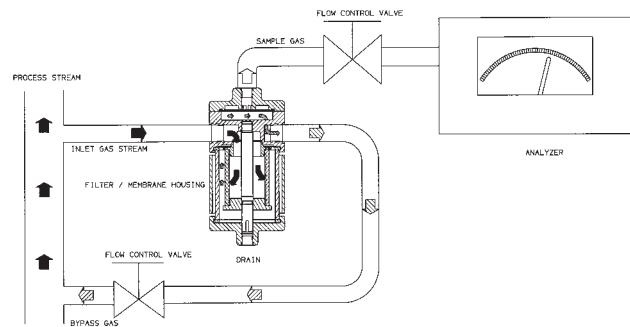 FLOW CONTROL VALVE
SAMPLE GAS
PROCESS STREAM
INLET GAS STREAM
ANALYZER
FILTER / MEMBRANE HOUSING
FLOW CONTROL VALVE
DRAIN
BYPASS GAS